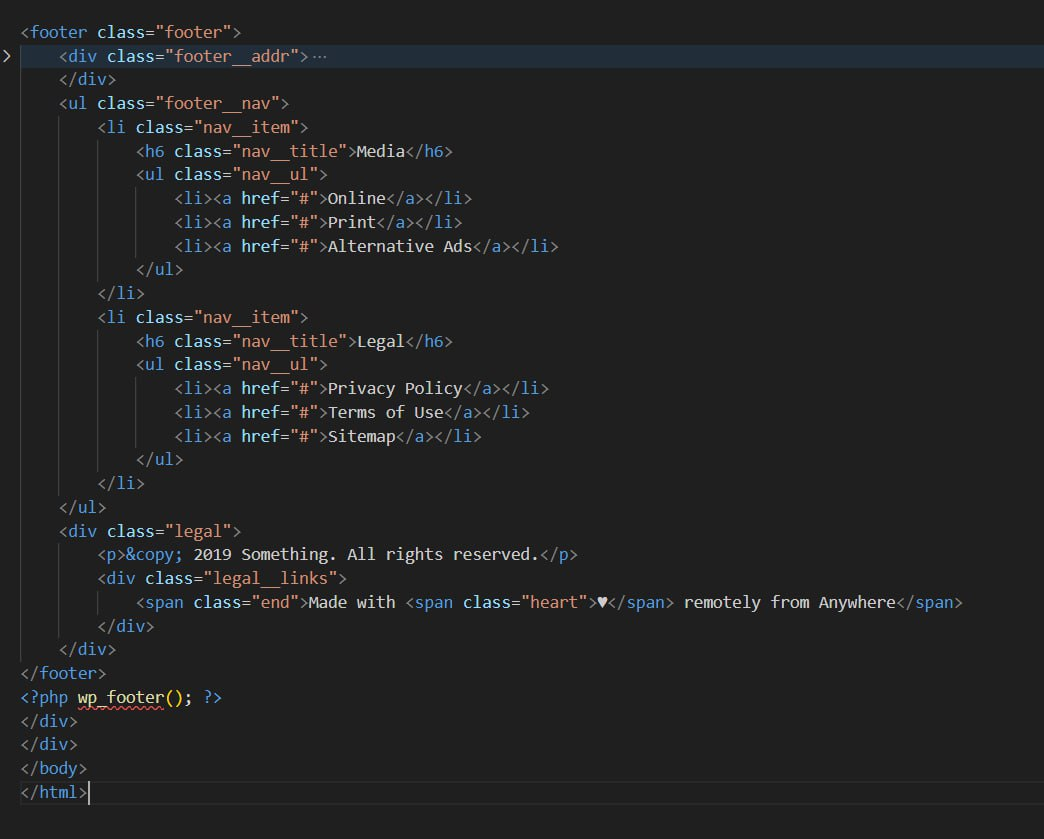 <footer class="footer">
    <div class="footer__addr">···
    </div>
    <ul class="footer__nav">
        <li class="nav__item">
            <h6 class="nav__title">Media</h6>
            <ul class="nav__ul">
                <li><a href="#">Online</a></li>
                <li><a href="#">Print</a></li>
                <li><a href="#">Alternative Ads</a></li>
            </ul>
        </li>
        <li class="nav__item">
            <h6 class="nav__title">Legal</h6>
            <ul class="nav__ul">
                <li><a href="#">Privacy Policy</a></li>
                <li><a href="#">Terms of Use</a></li>
                <li><a href="#">Sitemap</a></li>
            </ul>
        </li>
    </ul>
    <div class="legal">
        <p>&copy; 2019 Something. All rights reserved.</p>
        <div class="legal__links">
            <span class="end">Made with <span class="heart">♥</span> remotely from Anywhere</span>
        </div>
    </div>
</footer>
<?php wp_footer(); ?>
</div>
</div>
</body>
</html>